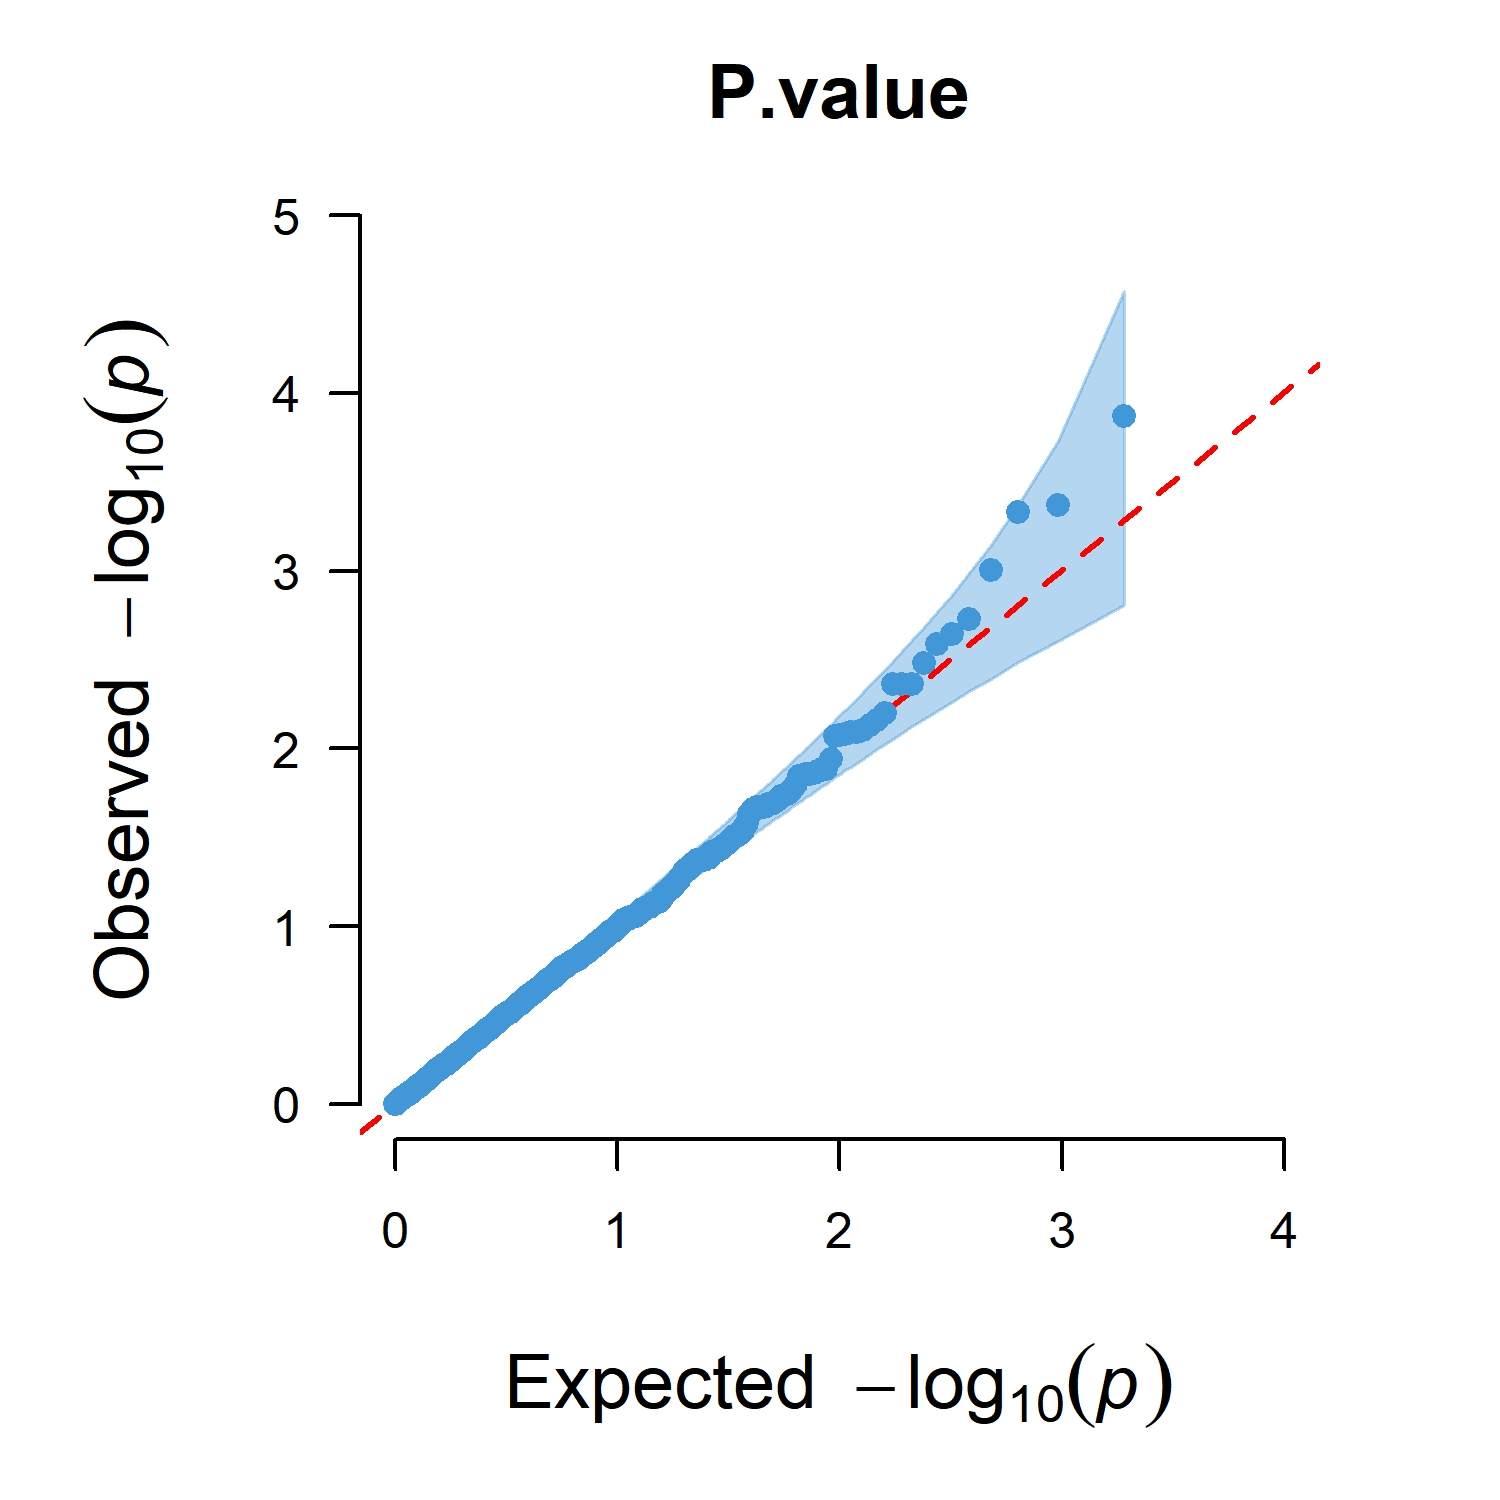 P.value
5
4
3
2
1
0
Observed −log₁₀(p)
0 1 2 3 4
Expected −log₁₀(p)